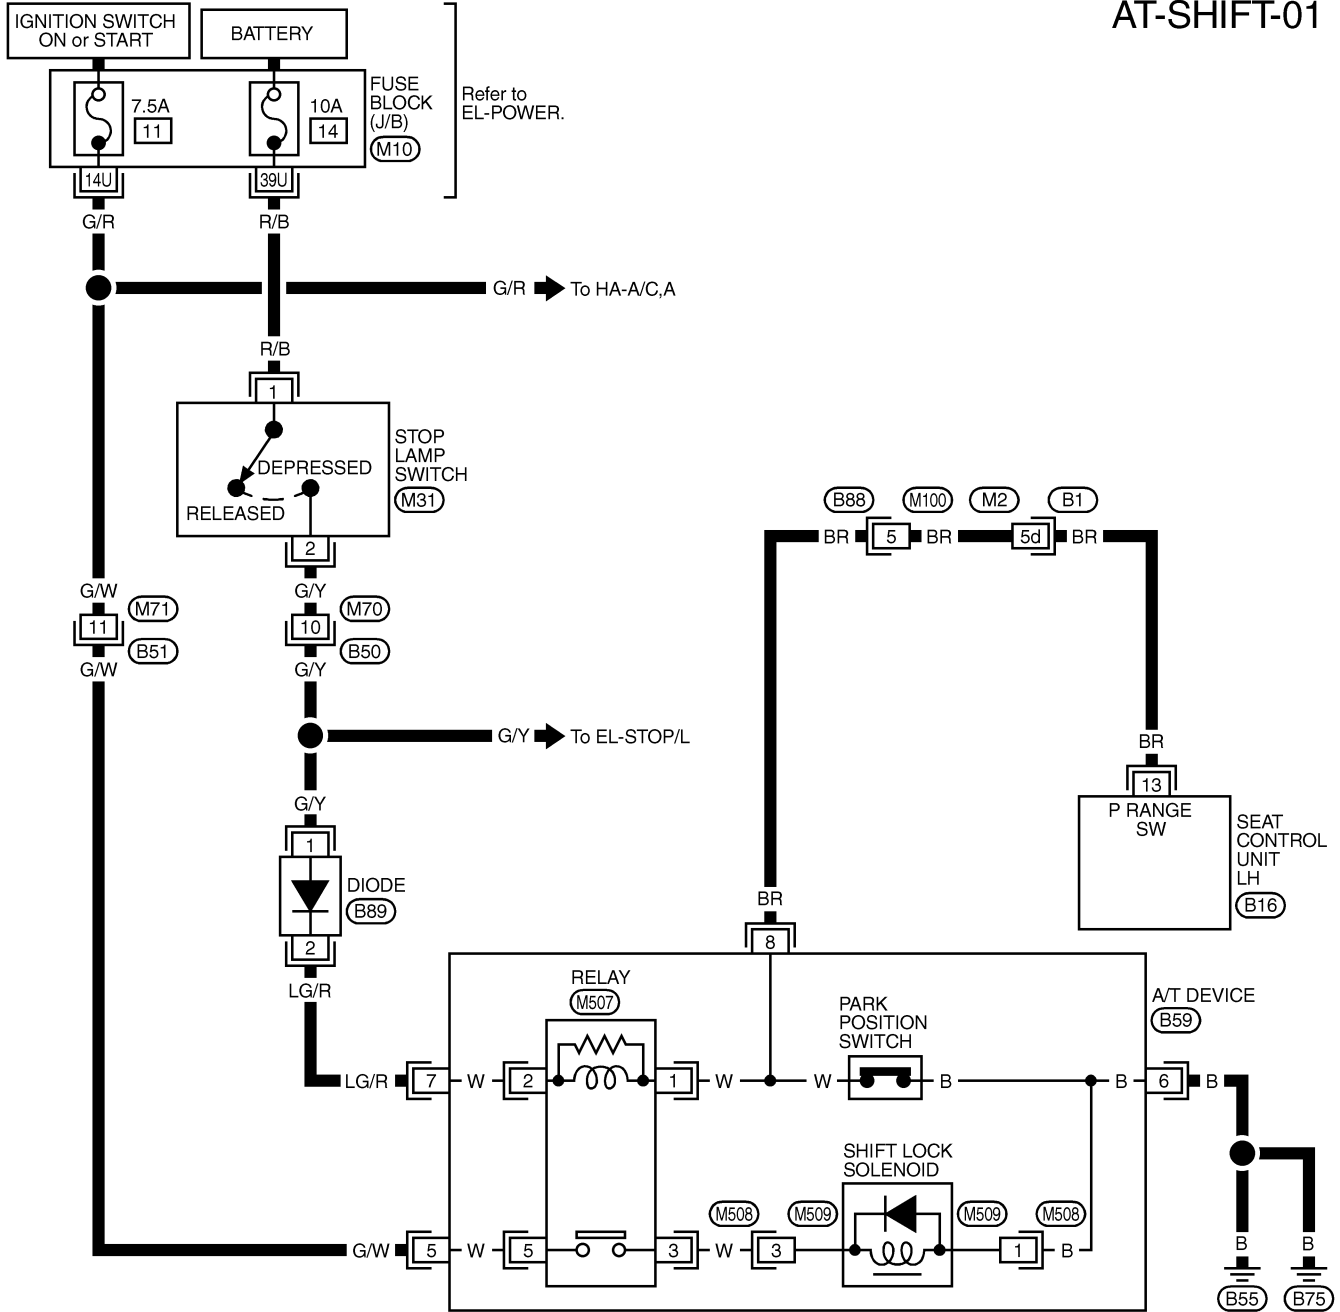 AT-SHIFT-01
IGNITION SWITCH
ON or START
BATTERY
7.5A
11
10A
14
FUSE
BLOCK
(J/B)
M10
Refer to
EL-POWER.
14U
39U
G/R
R/B
G/R
To HA-A/C,A
R/B
1
DEPRESSED
RELEASED
STOP
LAMP
SWITCH
M31
2
G/W
G/Y
M71
M70
11
10
B51
B50
G/W
G/Y
G/Y
To EL-STOP/L
G/Y
1
DIODE
B89
2
LG/R
B88
M100
M2
B1
BR
5
BR
5d
BR
BR
13
P RANGE
SW
SEAT
CONTROL
UNIT
LH
B16
BR
8
RELAY
M507
PARK
POSITION
SWITCH
A/T DEVICE
B59
LG/R
7
W
2
1
W
W
B
B
6
B
SHIFT LOCK
SOLENOID
M508
M509
M509
M508
G/W
5
W
5
3
W
3
1
B
B
B
B55
B75